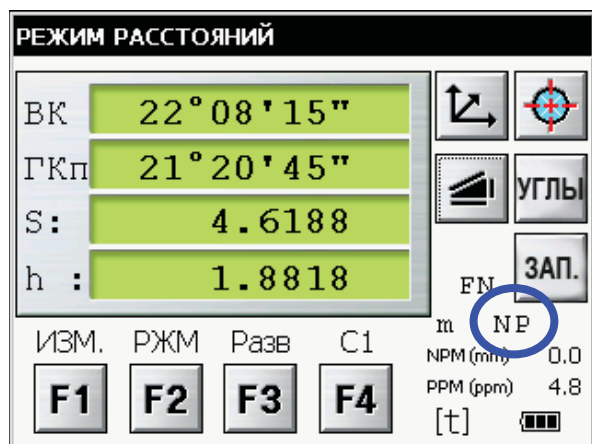 РЕЖИМ РАССТОЯНИЙ
ВК 22°08'15"
ГКп 21°20'45"
S: 4.6188
h : 1.8818
УГЛЫ
ЗАП.
FN
m NP
NPM (mm) 0.0
PPM (ppm) 4.8
[t]
ИЗМ. РЖМ Разв С1
F1 F2 F3 F4